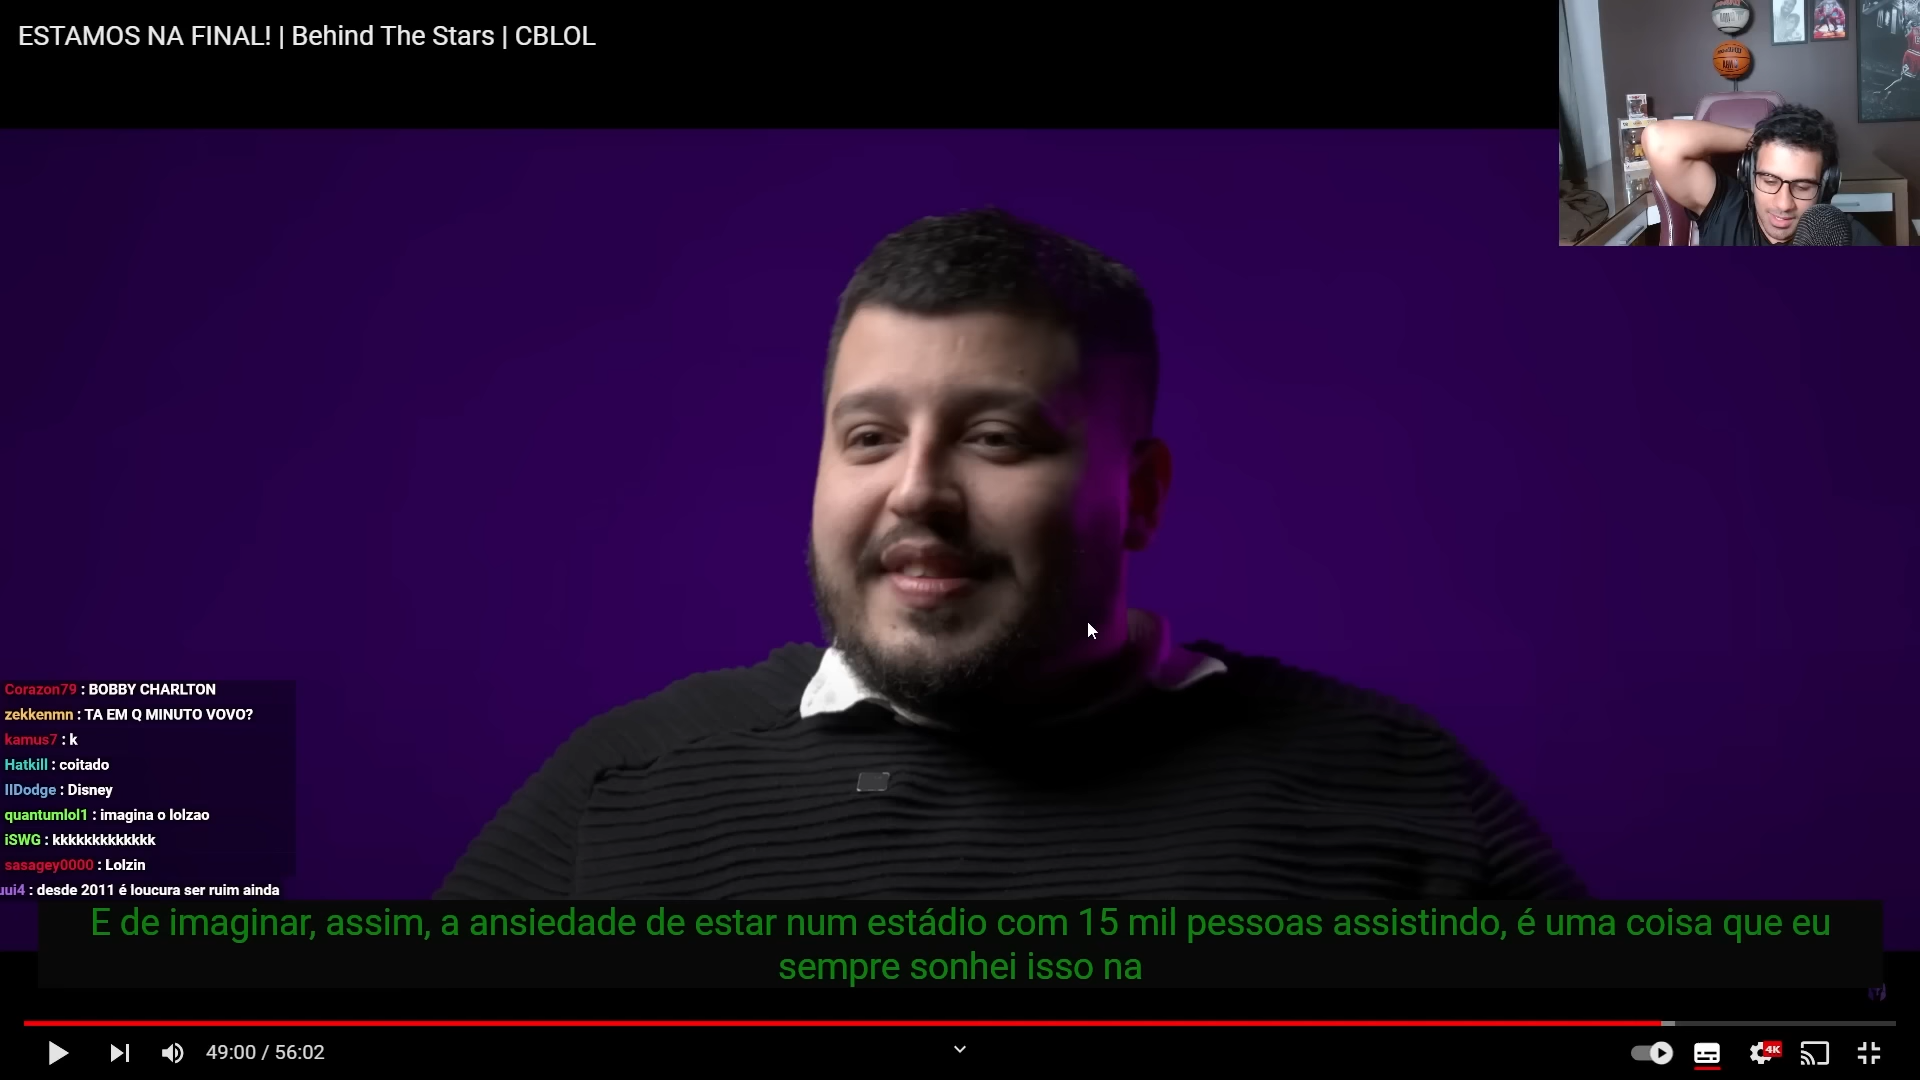 ESTAMOS NA FINAL! | Behind The Stars | CBLOL
Corazon79 : BOBBY CHARLTON
zekkenmn : TA EM Q MINUTO VOVO?
kamus7 : k
Hatkill : coitado
IIDodge : Disney
quantumlol1 : imagina o lolzao
iSWG : kkkkkkkkkkkkk
sasagey0000 : Lolzin
uui4 : desde 2011 é loucura ser ruim ainda
E de imaginar, assim, a ansiedade de estar num estádio com 15 mil pessoas assistindo, é uma coisa que eu
sempre sonhei isso na
49:00 / 56:02
4K